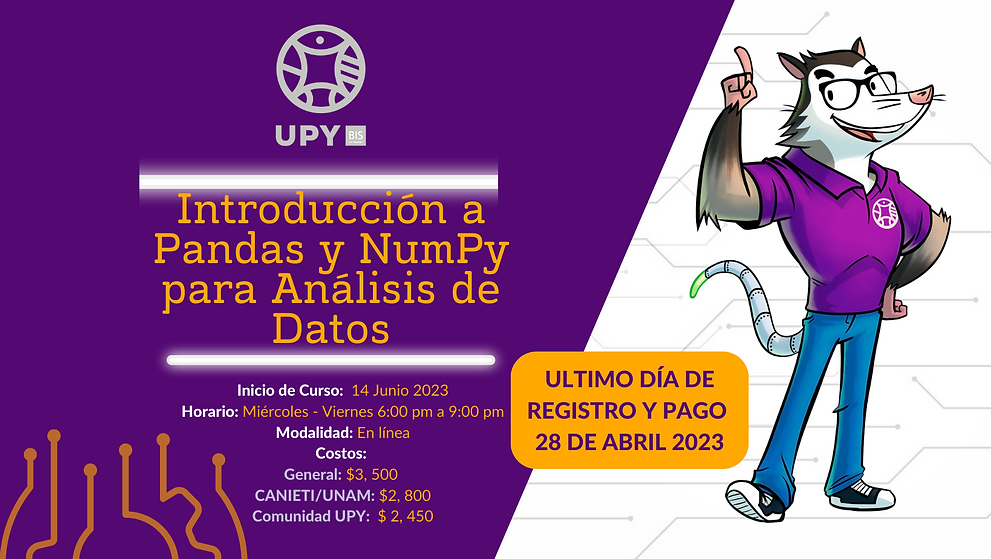 UPY BIS
Introducción a
Pandas y NumPy
para Análisis de
Datos
Inicio de Curso: 14 Junio 2023
Horario: Miércoles - Viernes 6:00 pm a 9:00 pm
Modalidad: En línea
Costos:
General: $3, 500
CANIETI/UNAM: $2, 800
Comunidad UPY: $ 2, 450
ULTIMO DÍA DE
REGISTRO Y PAGO
28 DE ABRIL 2023